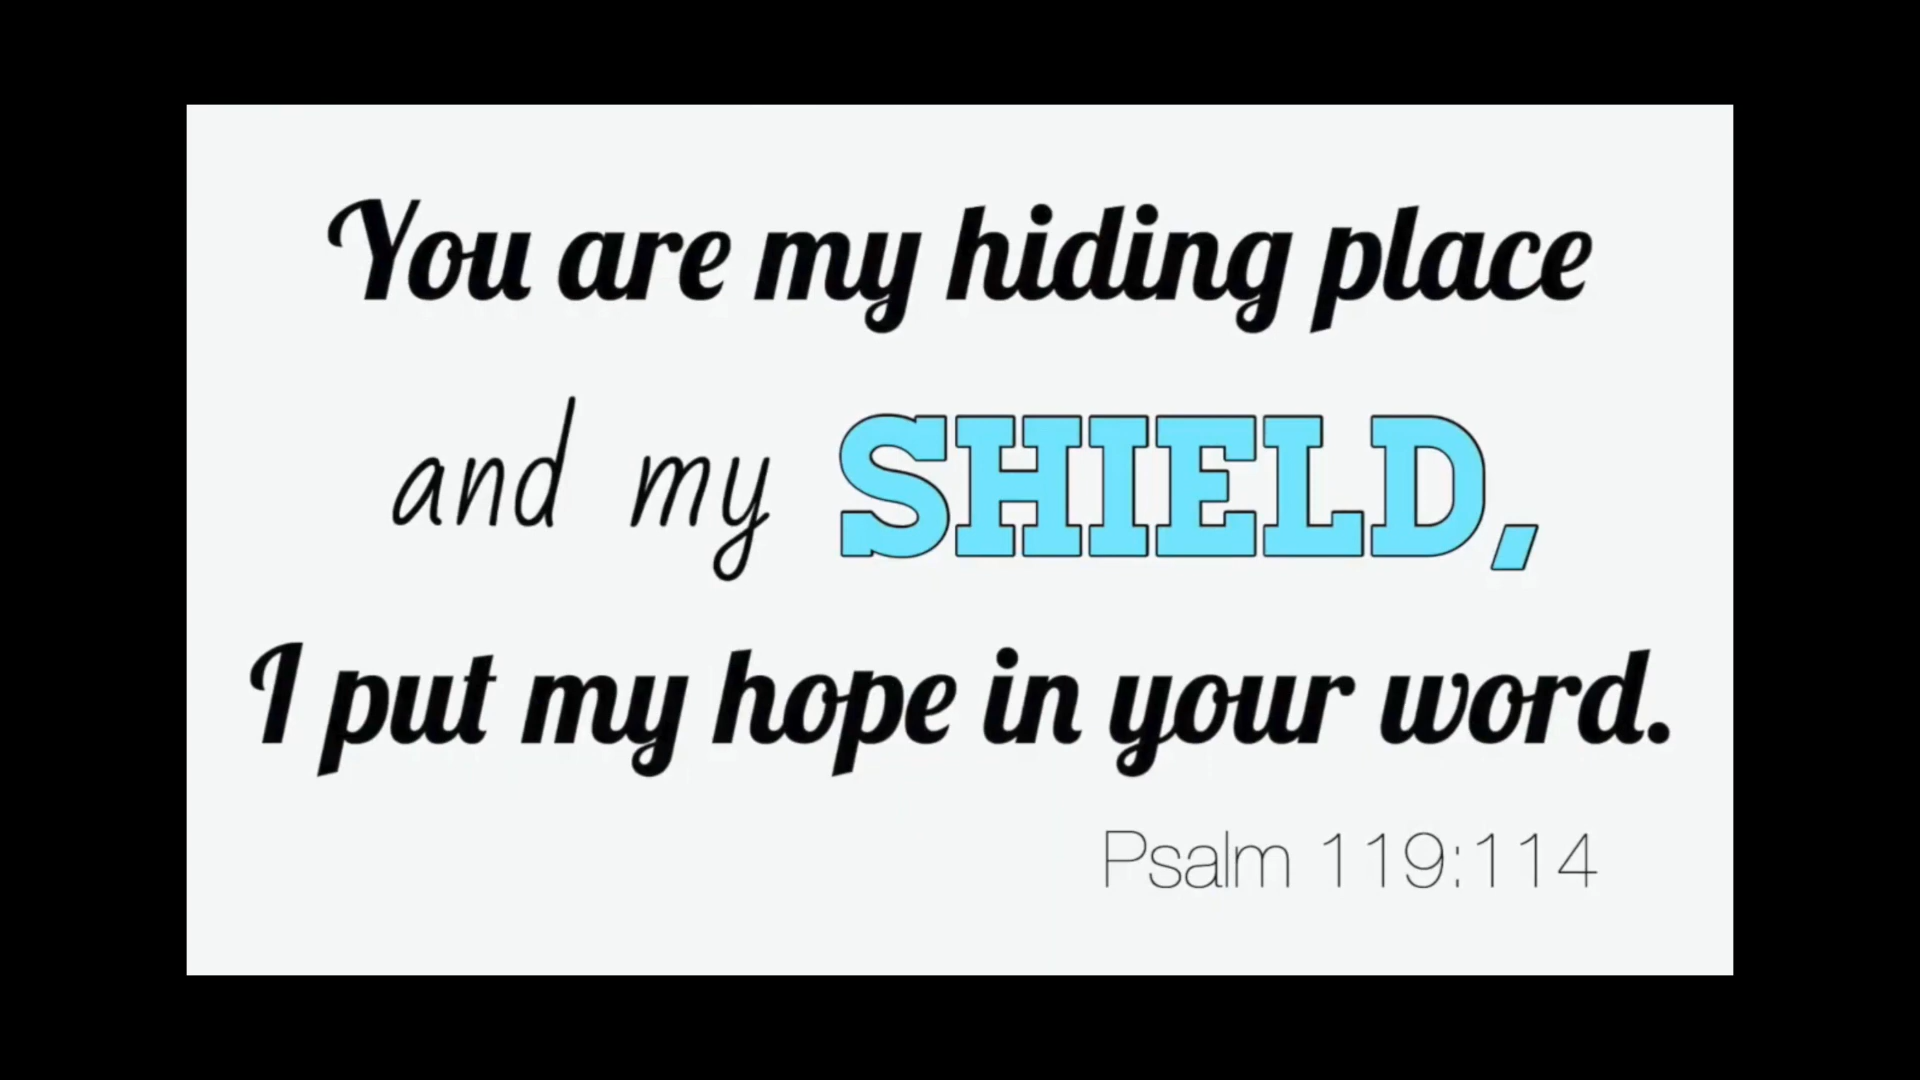 You are my hiding place
and my SHIELD,
I put my hope in your word.
Psalm 119:114